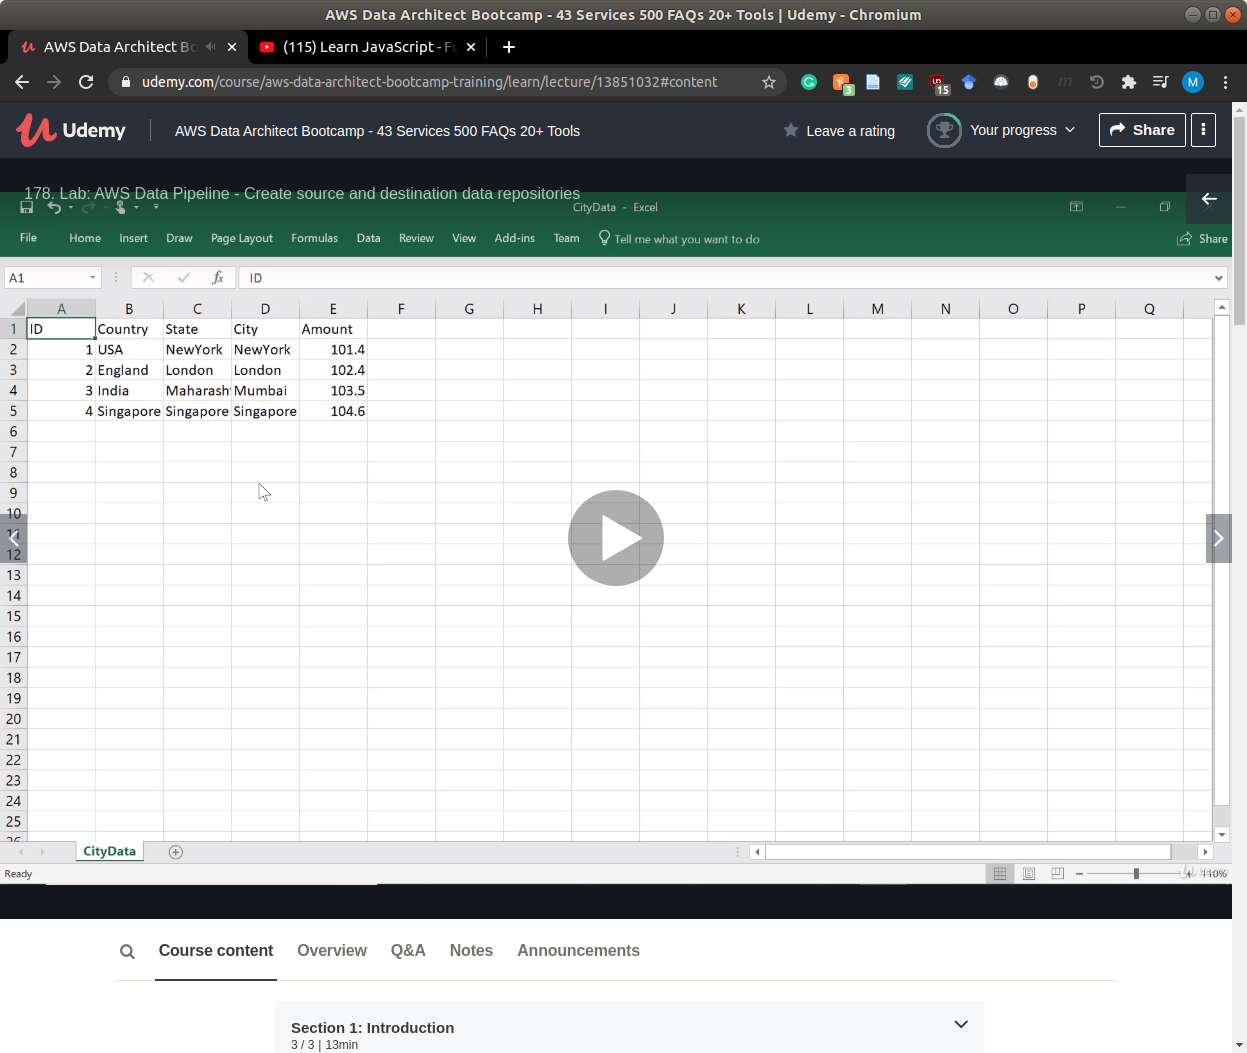 AWS Data Architect Bootcamp - 43 Services 500 FAQs 20+ Tools | Udemy - Chromium
AWS Data Architect Bo
(115) Learn JavaScript - Fu
udemy.com/course/aws-data-architect-bootcamp-training/learn/lecture/13851032#content
3
15
M
Udemy
AWS Data Architect Bootcamp - 43 Services 500 FAQs 20+ Tools
Leave a rating
Your progress
Share
178. Lab: AWS Data Pipeline - Create source and destination data repositories
CityData - Excel
File Home Insert Draw Page Layout Formulas Data Review View Add-ins Team Tell me what you want to do Share
A1 fx ID
A B C D E F G H I J K L M N O P Q
1 ID Country State City Amount
2 1 USA NewYork NewYork 101.4
3 2 England London London 102.4
4 3 India Maharasht Mumbai 103.5
5 4 Singapore Singapore Singapore 104.6
6
7
8
9
10
11
12
13
14
15
16
17
18
19
20
21
22
23
24
25
26
CityData
Ready
110%
Course content Overview Q&A Notes Announcements
Section 1: Introduction
3 / 3 | 13min